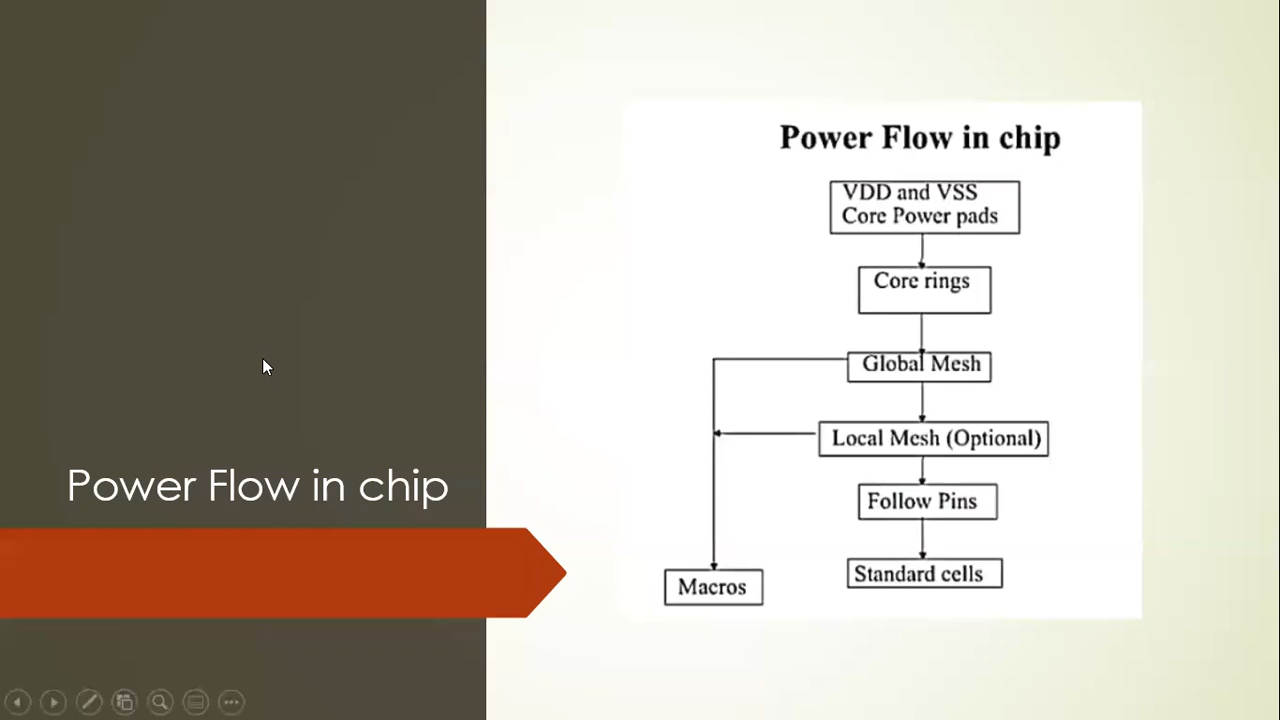 Power Flow in chip
Power Flow in chip
VDD and VSS
Core Power pads
Core rings
Global Mesh
Local Mesh (Optional)
Follow Pins
Standard cells
Macros